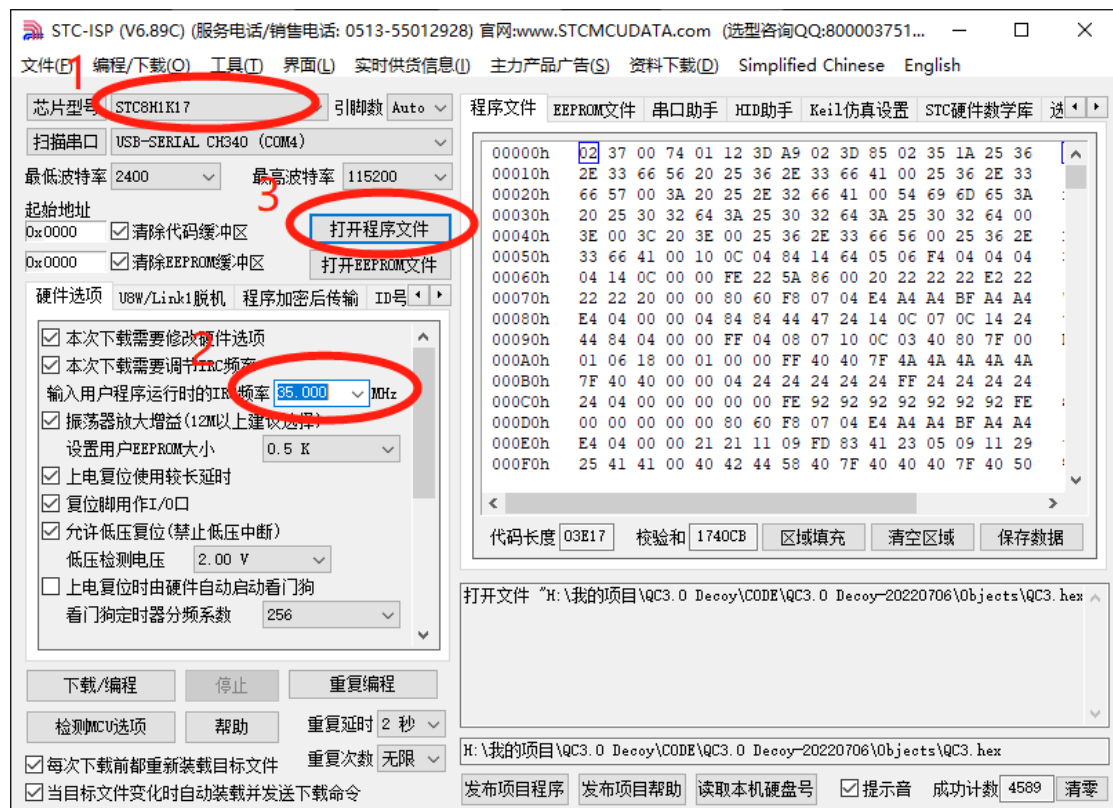 STC-ISP (V6.89C) (服务电话/销售电话: 0513-55012928) 官网:www.STCMCUDATA.com (选型咨询QQ:800003751...
1
文件(F) 编程/下载(O) 工具(T) 界面(L) 实时供货信息(I) 主力产品广告(S) 资料下载(D) Simplified Chinese English
芯片型号 STC8H1K17 引脚数 Auto
扫描串口 USB-SERIAL CH340 (COM4)
最低波特率 2400 最高波特率 115200
3
起始地址
0x0000 清除代码缓冲区 打开程序文件
0x0000 清除EEPROM缓冲区 打开EEPROM文件
硬件选项 U8W/Link1脱机 程序加密后传输 ID号
本次下载需要修改硬件选项
2
本次下载需要调节IRC频率
输入用户程序运行时的IRC频率 35.000 MHz
振荡器放大增益(12M以上建议选择)
设置用户EEPROM大小 0.5 K
上电复位使用较长延时
复位脚用作I/O口
允许低压复位(禁止低压中断)
低压检测电压 2.00 V
上电复位时由硬件自动启动看门狗
看门狗定时器分频系数 256
下载/编程 停止 重复编程
检测MCU选项 帮助 重复延时 2 秒
每次下载前都重新装载目标文件 重复次数 无限
当目标文件变化时自动装载并发送下载命令
程序文件 EEPROM文件 串口助手 HID助手 Keil仿真设置 STC硬件数学库
00000h 02 37 00 74 01 12 3D A9 02 3D 85 02 35 1A 25 36
00010h 2E 33 66 56 20 25 36 2E 33 66 41 00 25 36 2E 33
00020h 66 57 00 3A 20 25 2E 32 66 41 00 54 69 6D 65 3A
00030h 20 25 30 32 64 3A 25 30 32 64 3A 25 30 32 64 00
00040h 3E 00 3C 20 3E 00 25 36 2E 33 66 56 00 25 36 2E
00050h 33 66 41 00 10 0C 04 84 14 64 05 06 F4 04 04 04
00060h 04 14 0C 00 00 FE 22 5A 86 00 20 22 22 22 E2 22
00070h 22 22 20 00 00 80 60 F8 07 04 E4 A4 A4 BF A4 A4
00080h E4 04 00 00 04 84 84 44 47 24 14 0C 07 0C 14 24
00090h 44 84 04 00 00 FF 04 08 07 10 0C 03 40 80 7F 00
000A0h 01 06 18 00 01 00 00 FF 40 40 7F 4A 4A 4A 4A 4A
000B0h 7F 40 40 00 00 04 24 24 24 24 24 FF 24 24 24 24
000C0h 24 04 00 00 00 00 00 FE 92 92 92 92 92 92 92 FE
000D0h 00 00 00 00 00 80 60 F8 07 04 E4 A4 A4 BF A4 A4
000E0h E4 04 00 00 21 21 11 09 FD 83 41 23 05 09 11 29
000F0h 25 41 41 00 40 42 44 58 40 7F 40 40 40 7F 40 50
代码长度 03E17 校验和 1740CB 区域填充 清空区域 保存数据
打开文件 "H:\我的项目\QC3.0 Decoy\CODE\QC3.0 Decoy-20220706\Objects\QC3.hex
H:\我的项目\QC3.0 Decoy\CODE\QC3.0 Decoy-20220706\Objects\QC3.hex
发布项目程序 发布项目帮助 读取本机硬盘号 提示音 成功计数 4589 清零